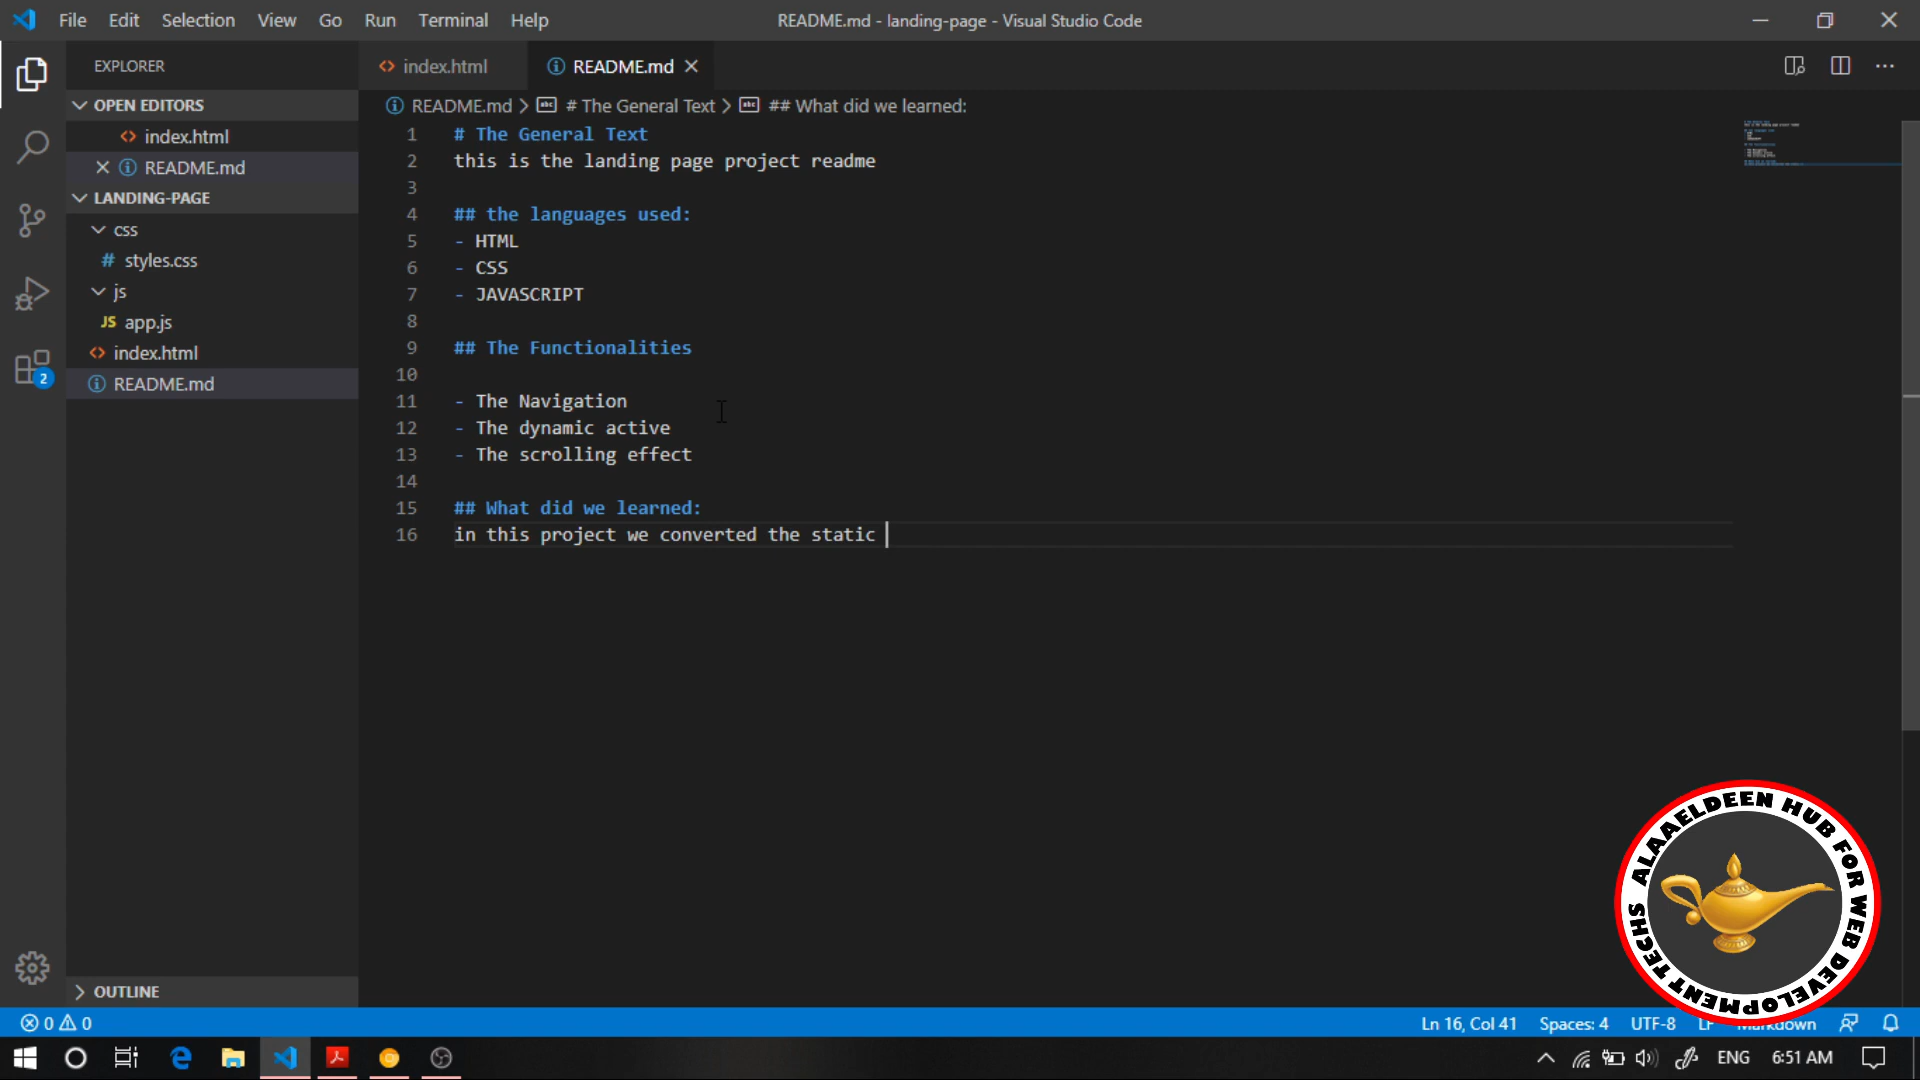 File Edit Selection View Go Run Terminal Help
README.md - landing-page - Visual Studio Code
EXPLORER
OPEN EDITORS
index.html
README.md
LANDING-PAGE
css
# styles.css
js
JS app.js
index.html
README.md
OUTLINE
index.html
README.md
README.md > # The General Text > ## What did we learned:
1 # The General Text
2 this is the landing page project readme
3
4 ## the languages used:
5 - HTML
6 - CSS
7 - JAVASCRIPT
8
9 ## The Functionalities
10
11 - The Navigation
12 - The dynamic active
13 - The scrolling effect
14
15 ## What did we learned:
16 in this project we converted the static
2
ALAAELDEEN HUB FOR WEB DEVELOPMENT TECHS
0 0
Ln 16, Col 41 Spaces: 4 UTF-8 LF Markdown
ENG 6:51 AM